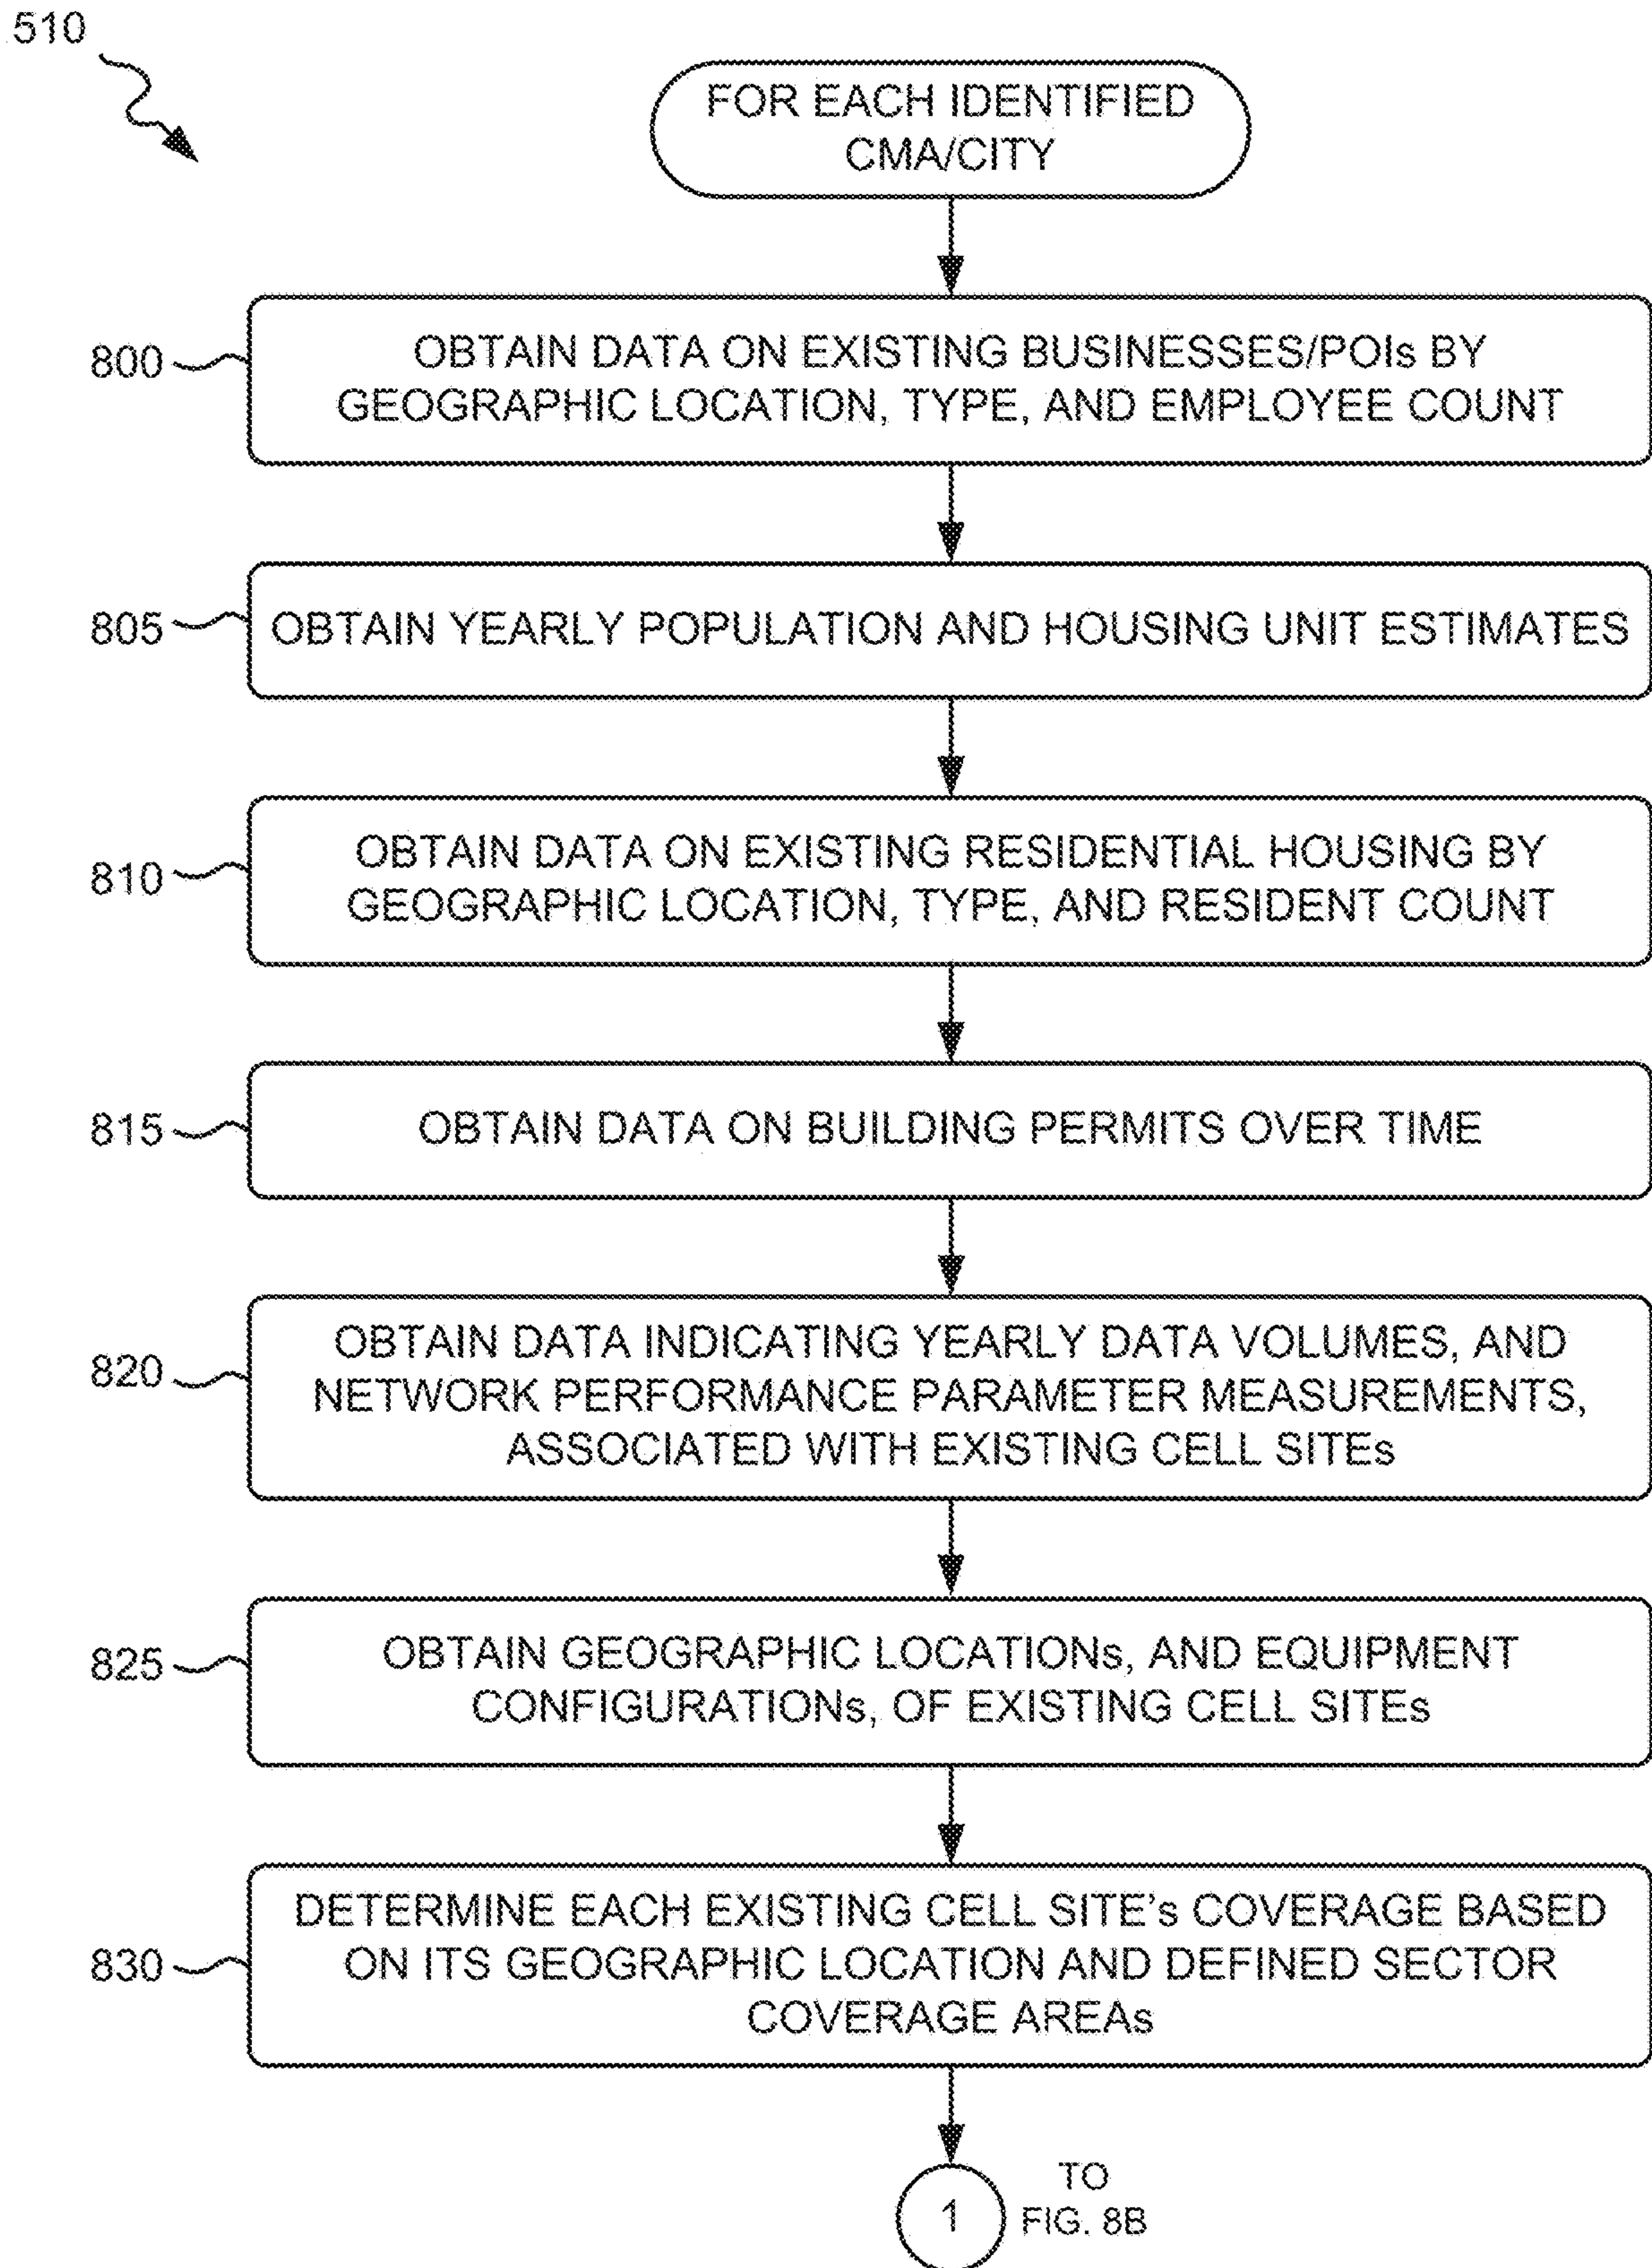 510
FOR EACH IDENTIFIED
CMA/CITY
800
OBTAIN DATA ON EXISTING BUSINESSES/POIs BY
GEOGRAPHIC LOCATION, TYPE, AND EMPLOYEE COUNT
805
OBTAIN YEARLY POPULATION AND HOUSING UNIT ESTIMATES
810
OBTAIN DATA ON EXISTING RESIDENTIAL HOUSING BY
GEOGRAPHIC LOCATION, TYPE, AND RESIDENT COUNT
815
OBTAIN DATA ON BUILDING PERMITS OVER TIME
820
OBTAIN DATA INDICATING YEARLY DATA VOLUMES, AND
NETWORK PERFORMANCE PARAMETER MEASUREMENTS,
ASSOCIATED WITH EXISTING CELL SITEs
825
OBTAIN GEOGRAPHIC LOCATIONs, AND EQUIPMENT
CONFIGURATIONs, OF EXISTING CELL SITEs
830
DETERMINE EACH EXISTING CELL SITE's COVERAGE BASED
ON ITS GEOGRAPHIC LOCATION AND DEFINED SECTOR
COVERAGE AREAs
1
TO
FIG. 8B